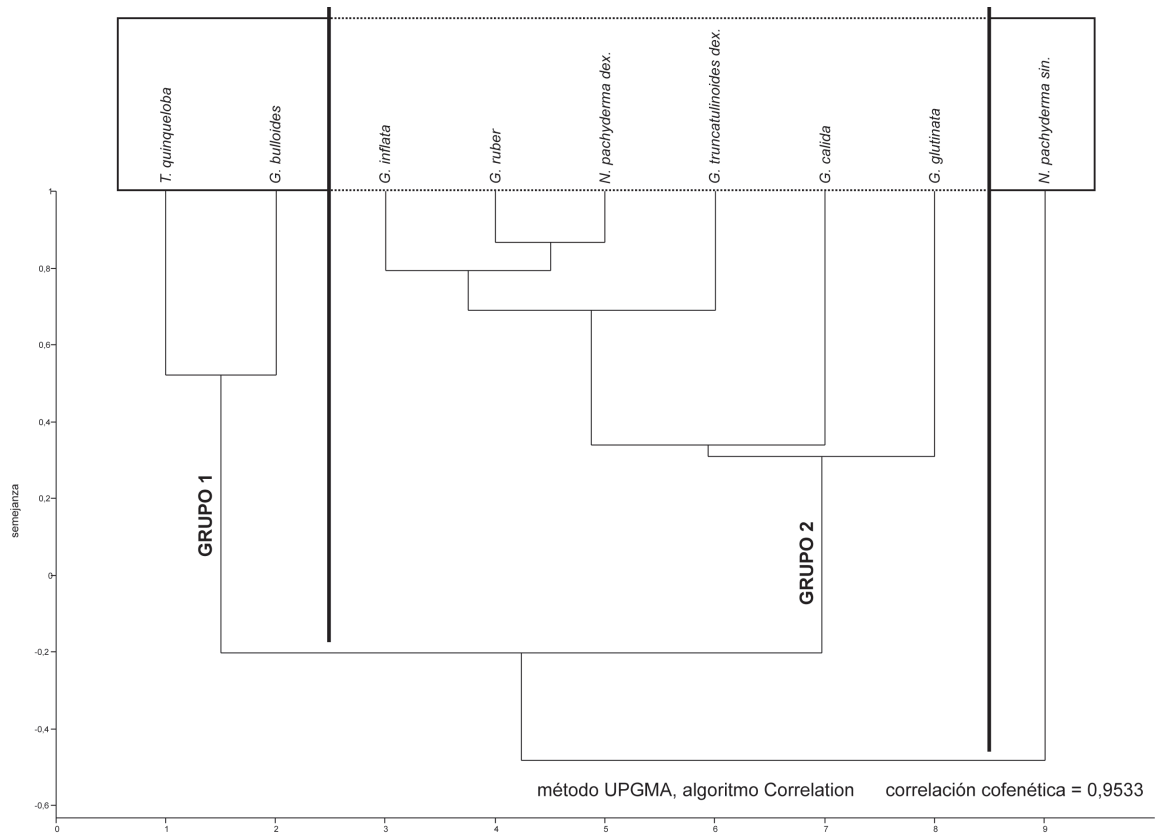 T. quinqueloba
G. bulloides
G. inflata
G. ruber
N. pachyderma dex.
G. truncatulinoides dex.
G. calida
G. glutinata
N. pachyderma sin.
1
0,8
0,6
0,4
0,2
0
-0,2
-0,4
-0,6
semejanza
GRUPO 1
GRUPO 2
método UPGMA, algoritmo Correlation correlación cofenética = 0,9533
0 1 2 3 4 5 6 7 8 9